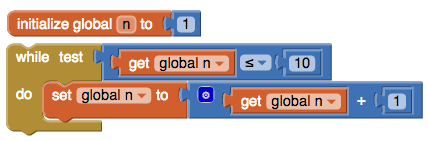 initialize global n to 1
while test get global n ≤ 10
do set global n to get global n + 1